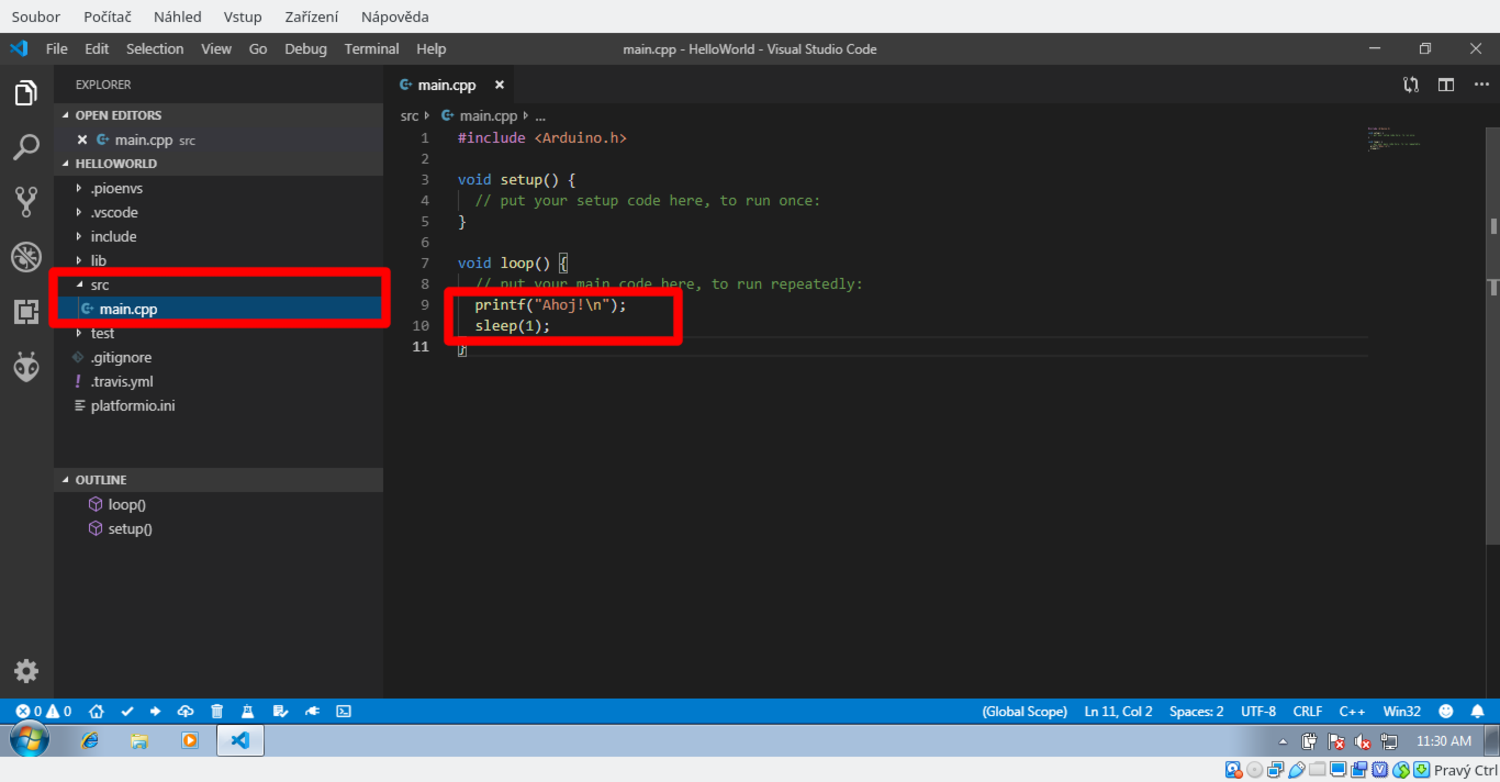 Soubor Počítač Náhled Vstup Zařízení Nápověda
File Edit Selection View Go Debug Terminal Help main.cpp - HelloWorld - Visual Studio Code
EXPLORER
OPEN EDITORS
main.cpp src
HELLOWORLD
.pioenvs
.vscode
include
lib
src
main.cpp
test
.gitignore
.travis.yml
platformio.ini
OUTLINE
loop()
setup()
main.cpp
src main.cpp ...
1 #include <Arduino.h>
2
3 void setup() {
4 // put your setup code here, to run once:
5 }
6
7 void loop() {
8 // put your main code here, to run repeatedly:
9 printf("Ahoj!\n");
10 sleep(1);
11 }
0 0 (Global Scope) Ln 11, Col 2 Spaces: 2 UTF-8 CRLF C++ Win32
11:30 AM
Pravý Ctrl